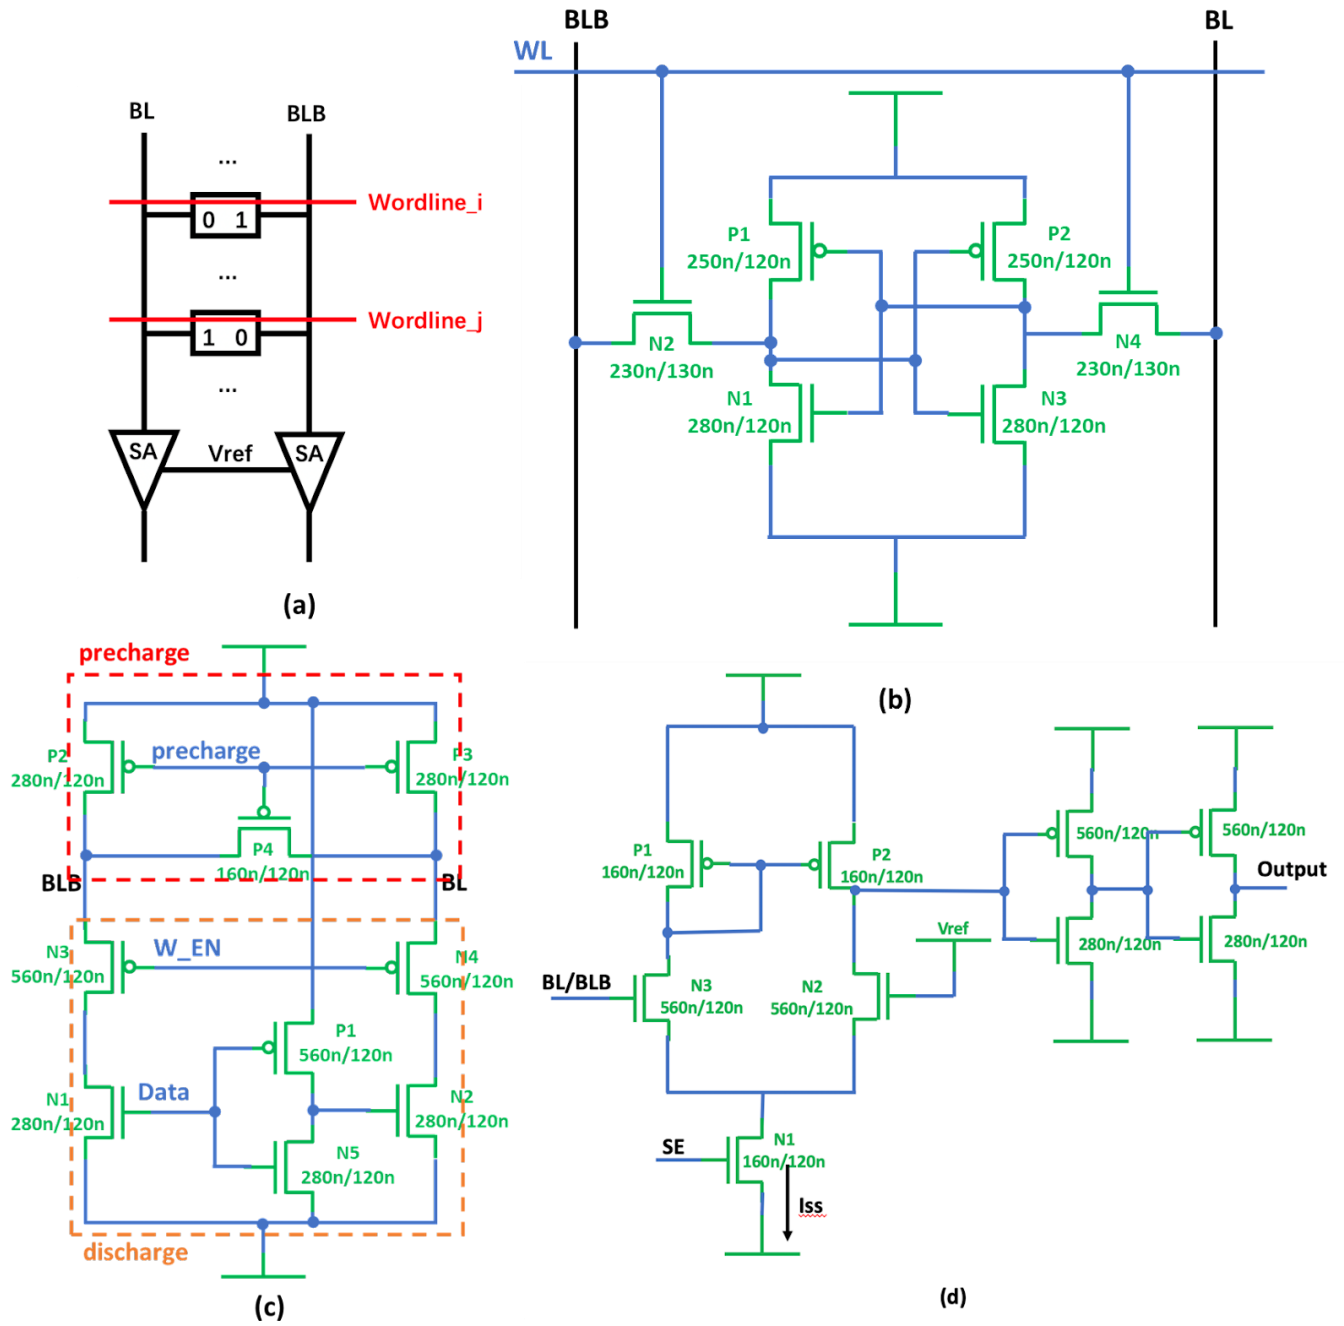 BL
BLB
...
0 1
Wordline_i
...
1 0
Wordline_j
...
SA
Vref
SA
(a)
BLB
BL
WL
P1
250n/120n
P2
250n/120n
N2
230n/130n
N4
230n/130n
N1
280n/120n
N3
280n/120n
(b)
precharge
P2
280n/120n
precharge
P3
280n/120n
P4
160n/120n
BLB
BL
N3
560n/120n
W_EN
N4
560n/120n
P1
560n/120n
N1
280n/120n
Data
N2
280n/120n
N5
280n/120n
discharge
(c)
P1
160n/120n
P2
160n/120n
560n/120n
560n/120n
Output
Vref
280n/120n
280n/120n
BL/BLB
N3
560n/120n
N2
560n/120n
SE
N1
160n/120n
Iss
(d)